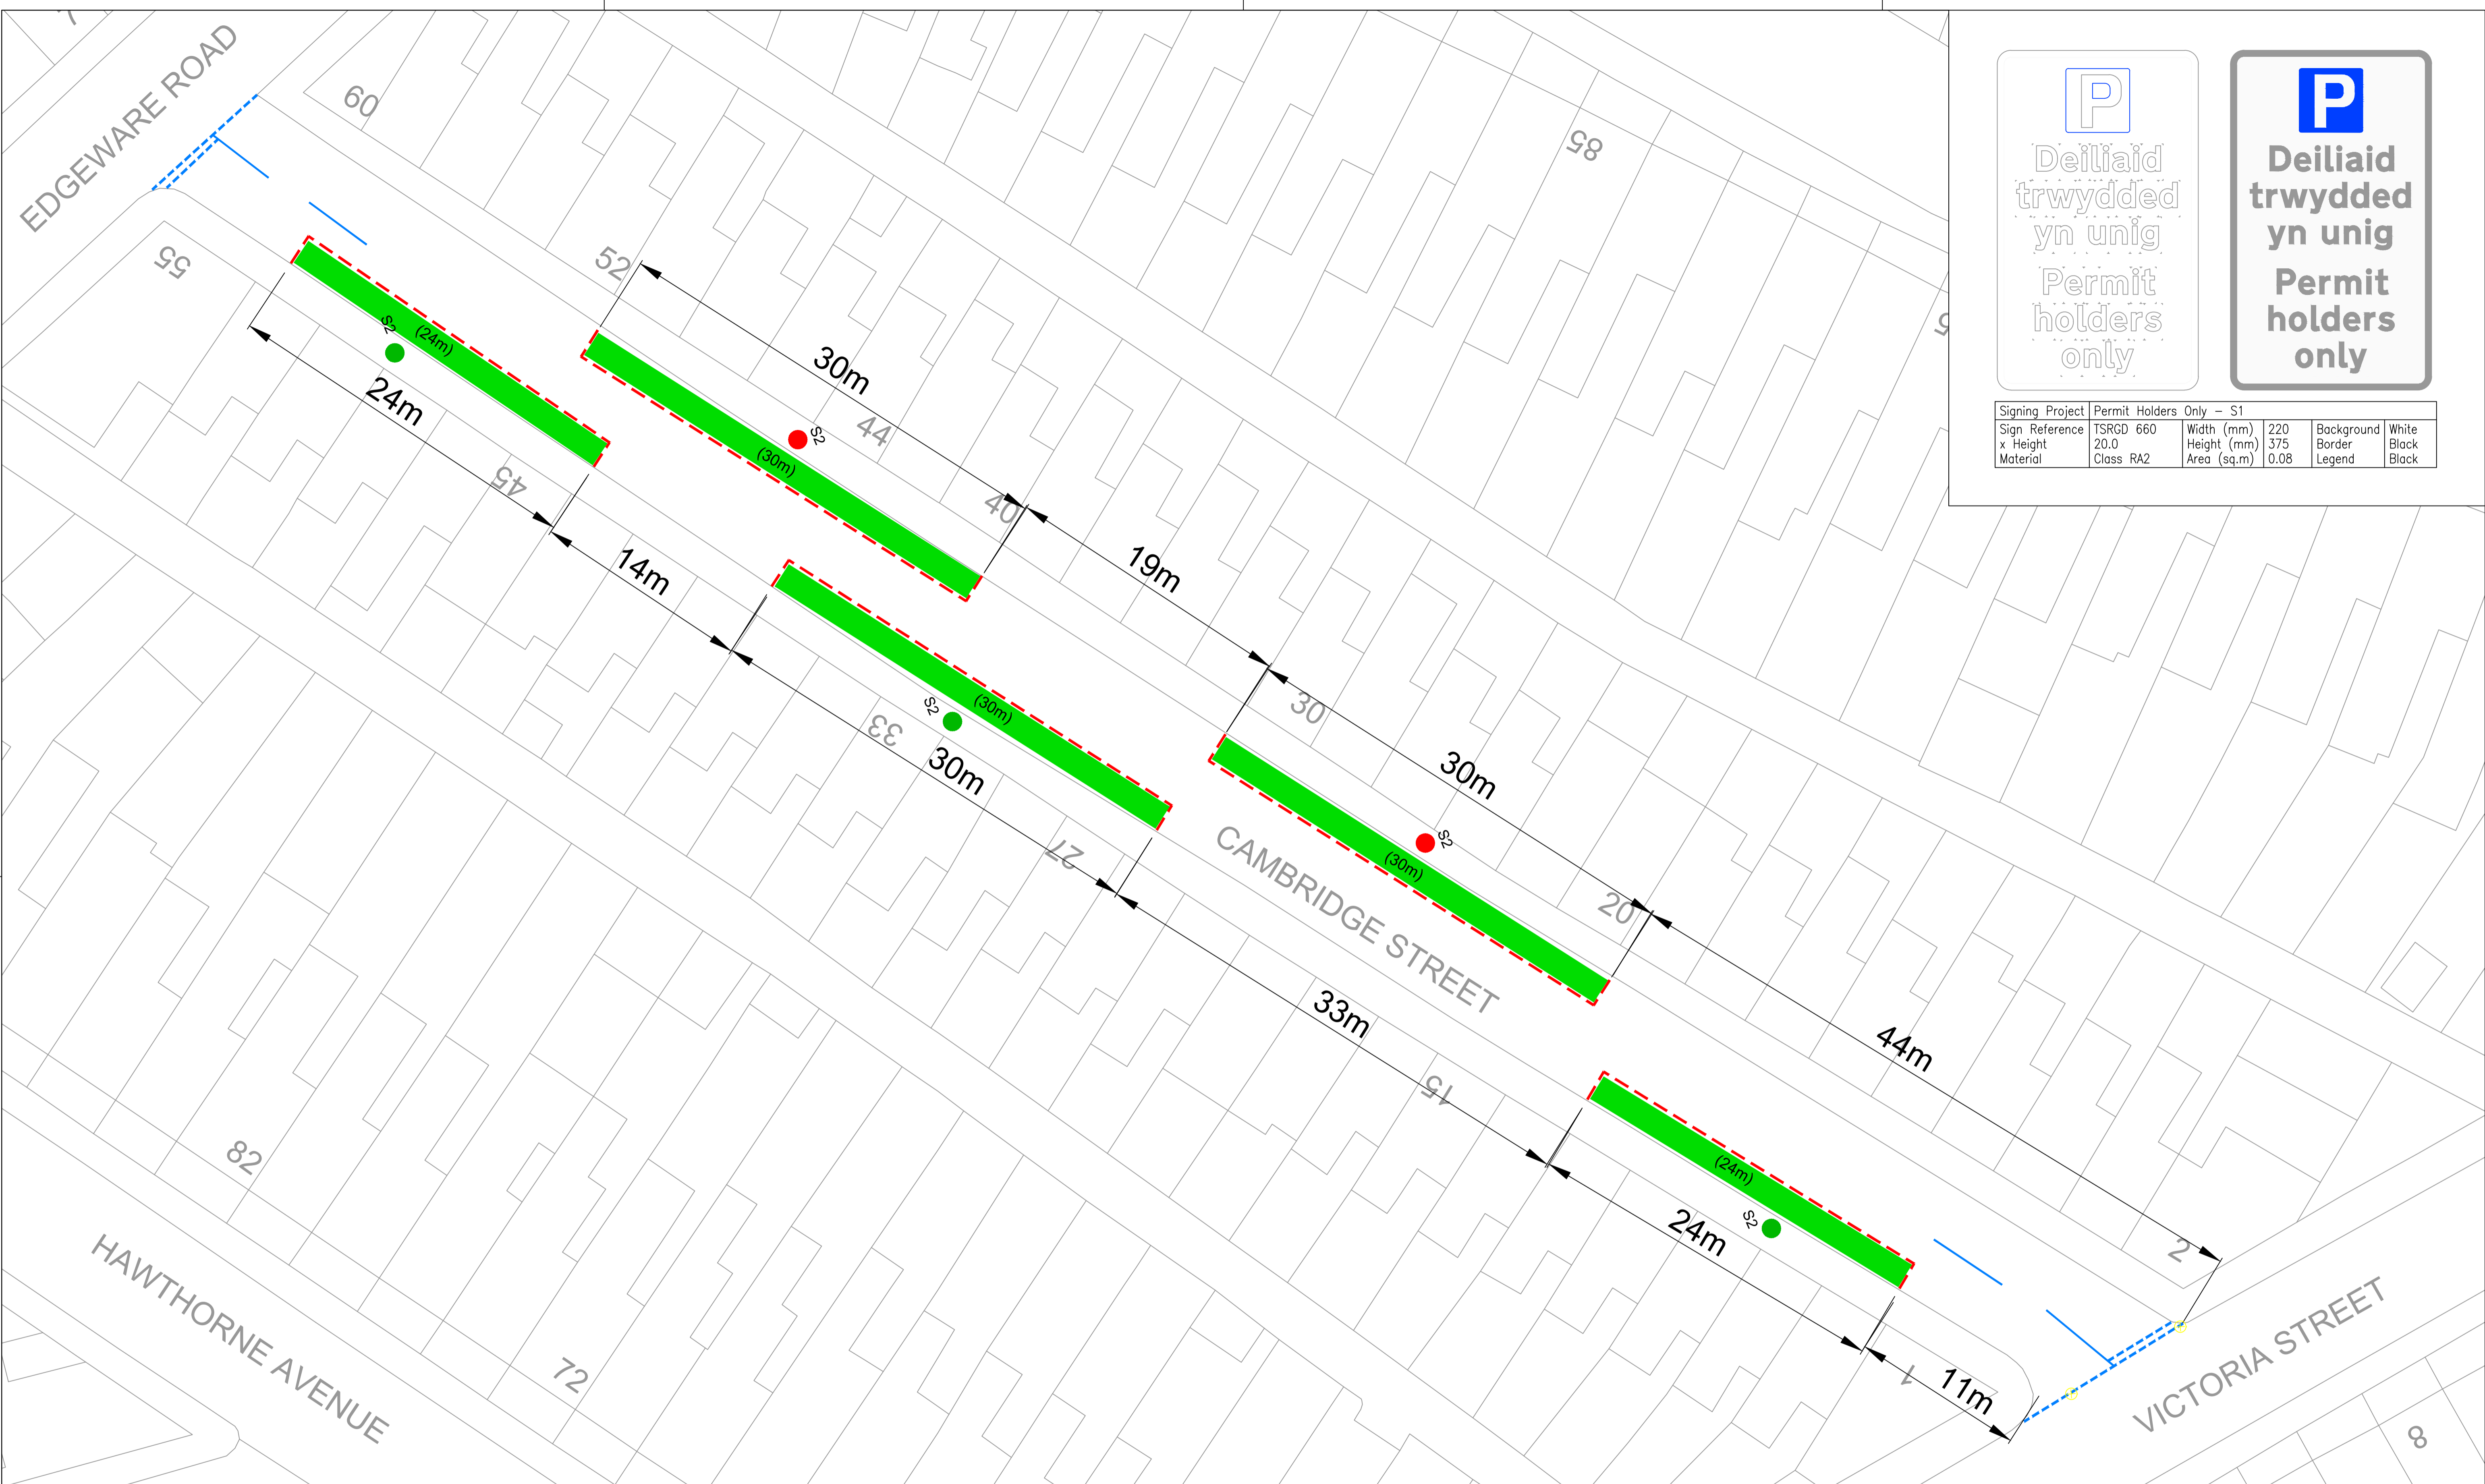 EDGEWARE ROAD
60
85
55
52
S2
(24m)
24m
30m
S2
44
(30m)
45
40
14m
19m
S2
(30m)
33
30m
30
30m
27
CAMBRIDGE STREET
S2
(30m)
20
33m
44m
15
(24m)
S2
24m
2
1
11m
82
72
HAWTHORNE AVENUE
VICTORIA STREET
8
P
Deiliaid
trwydded
yn unig
Permit
holders
only
P
Deiliaid
trwydded
yn unig
Permit
holders
only
Signing Project Permit Holders Only - S1
Sign Reference TSRGD 660 Width (mm) 220 Background White
x Height 20.0 Height (mm) 375 Border Black
Material Class RA2 Area (sq.m) 0.08 Legend Black